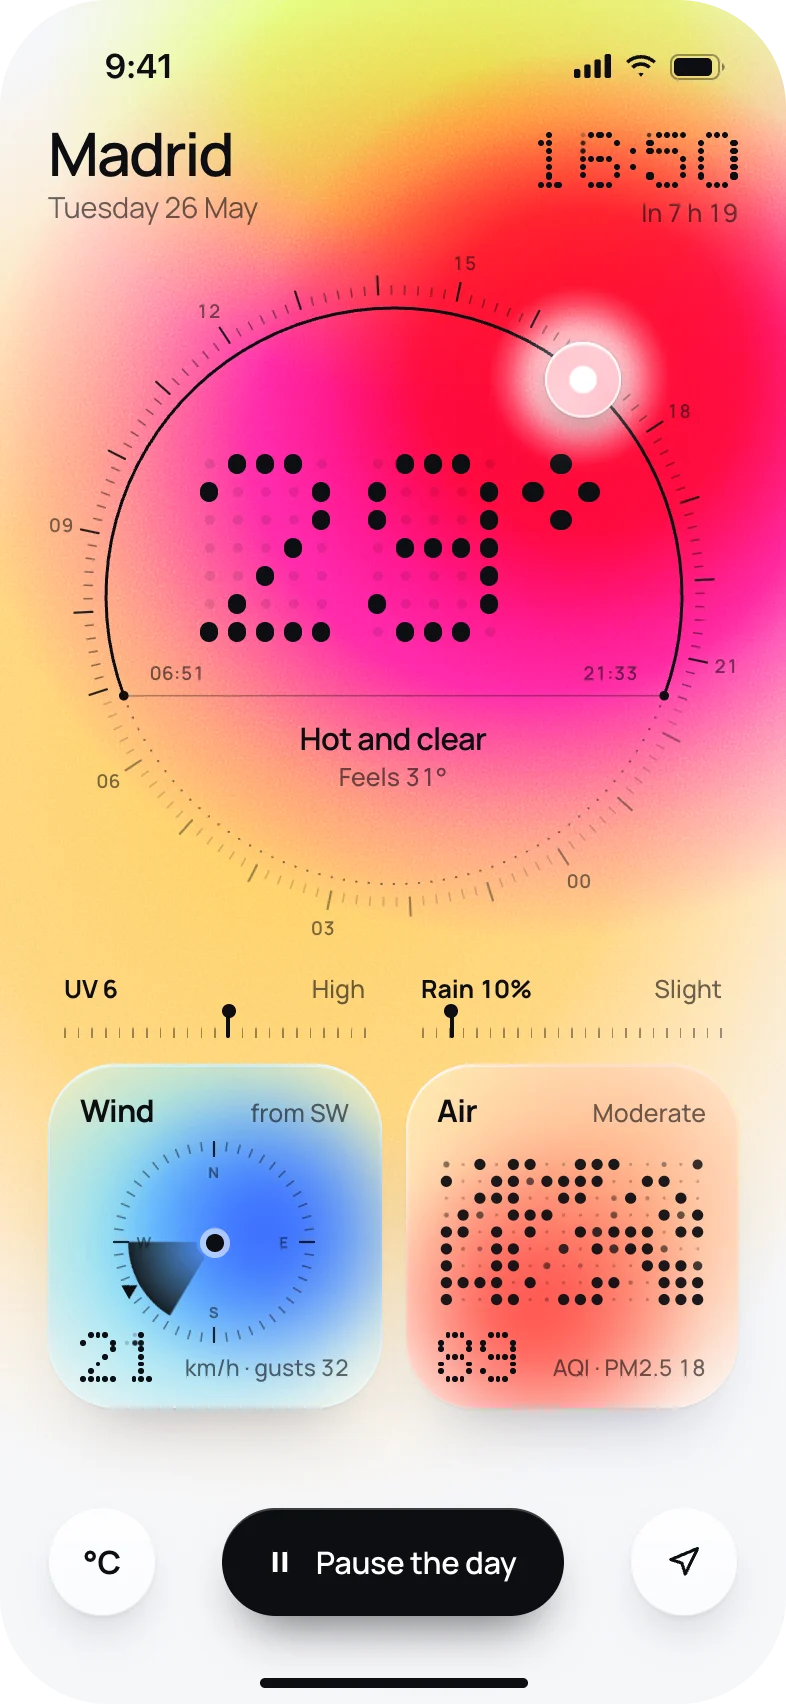 9:41
Madrid
16:50
Tuesday 26 May
In 7 h 19
15
12
18
09
29°
06:51
21:33
21
Hot and clear
Feels 31°
06
00
03
UV 6
High
Rain 10%
Slight
Wind
from SW
Air
Moderate
N
W
E
S
21
km/h · gusts 32
89
AQI · PM2.5 18
°C
Pause the day